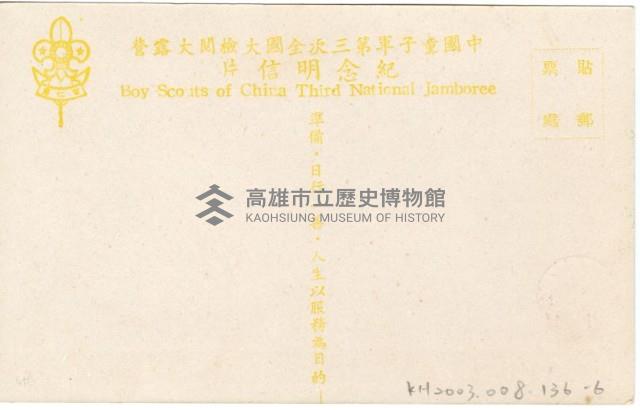 中國童子軍第三次全國大檢閱大露營
紀念明信片
Boy Scouts of China Third National Jamboree
貼郵
票處
準備·日行善·人生以服務為目的
高雄市立歷史博物館
KAOHSIUNG MUSEUM OF HISTORY
KH2003.008.136-6